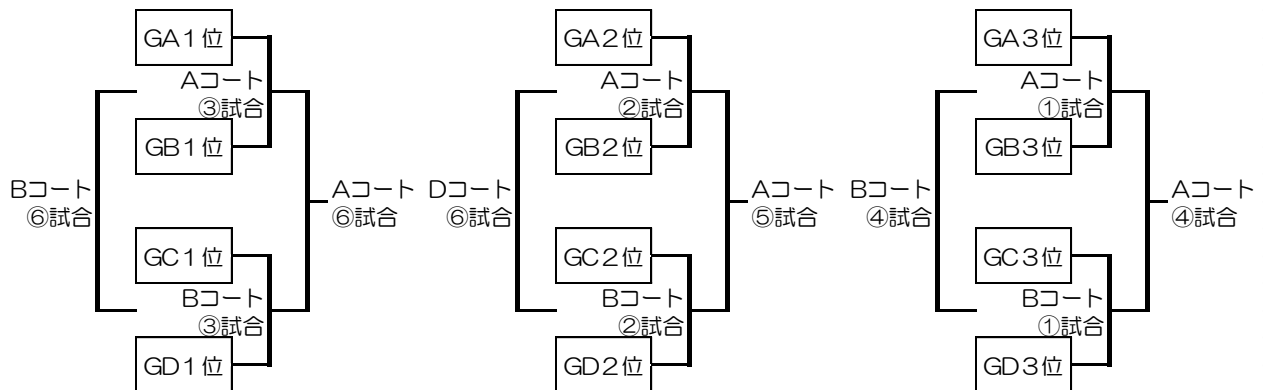 GA1位
Aコート
③試合
GB1位
Bコート
⑥試合
Aコート
⑥試合
GC1位
Bコート
③試合
GD1位
GA2位
Aコート
②試合
GB2位
Dコート
⑥試合
Aコート
⑤試合
GC2位
Bコート
②試合
GD2位
GA3位
Aコート
①試合
GB3位
Bコート
④試合
Aコート
④試合
GC3位
Bコート
①試合
GD3位